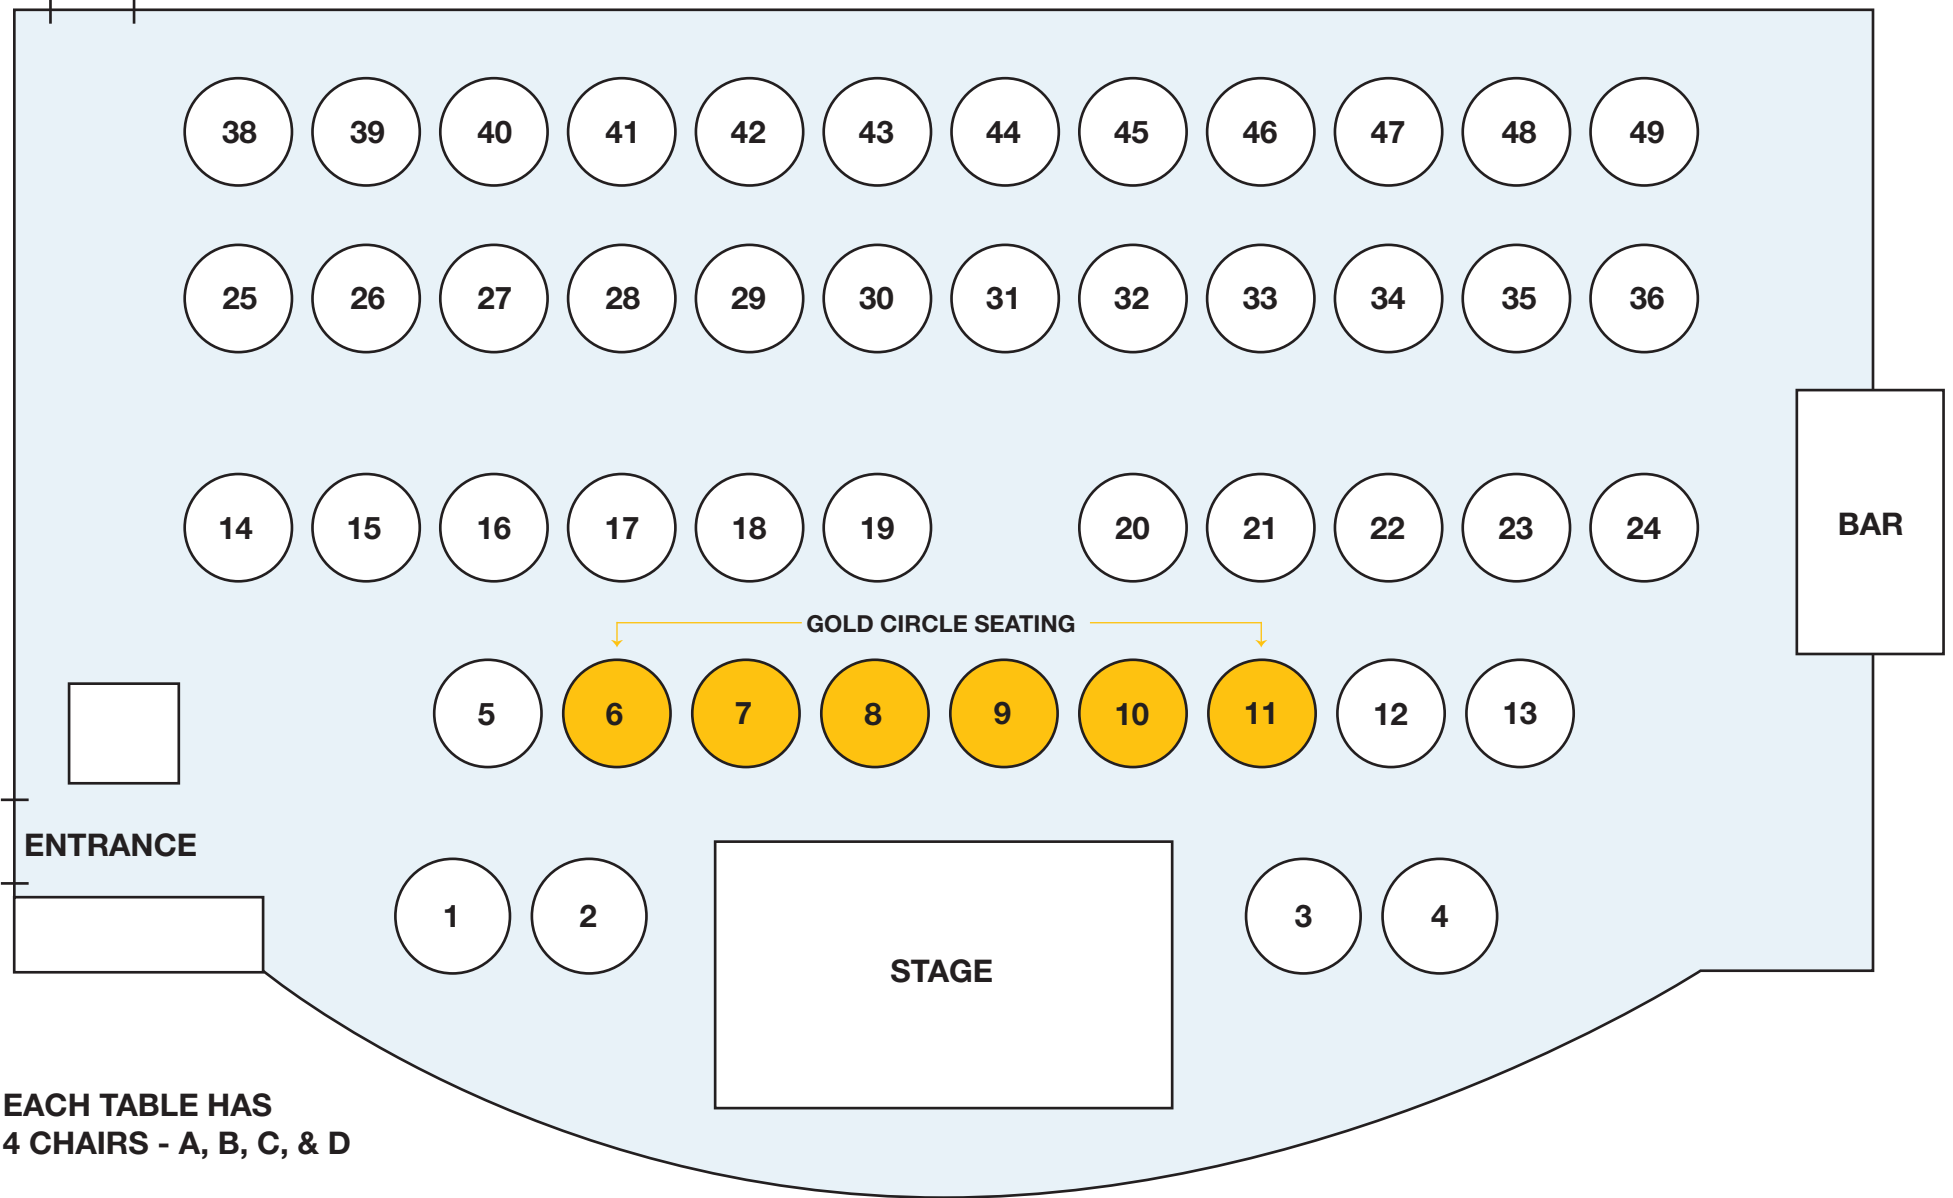 38 39 40 41 42 43 44 45 46 47 48 49
25 26 27 28 29 30 31 32 33 34 35 36
14 15 16 17 18 19 20 21 22 23 24
BAR
GOLD CIRCLE SEATING
5 6 7 8 9 10 11 12 13
ENTRANCE
1 2 3 4
STAGE
EACH TABLE HAS
4 CHAIRS - A, B, C, & D